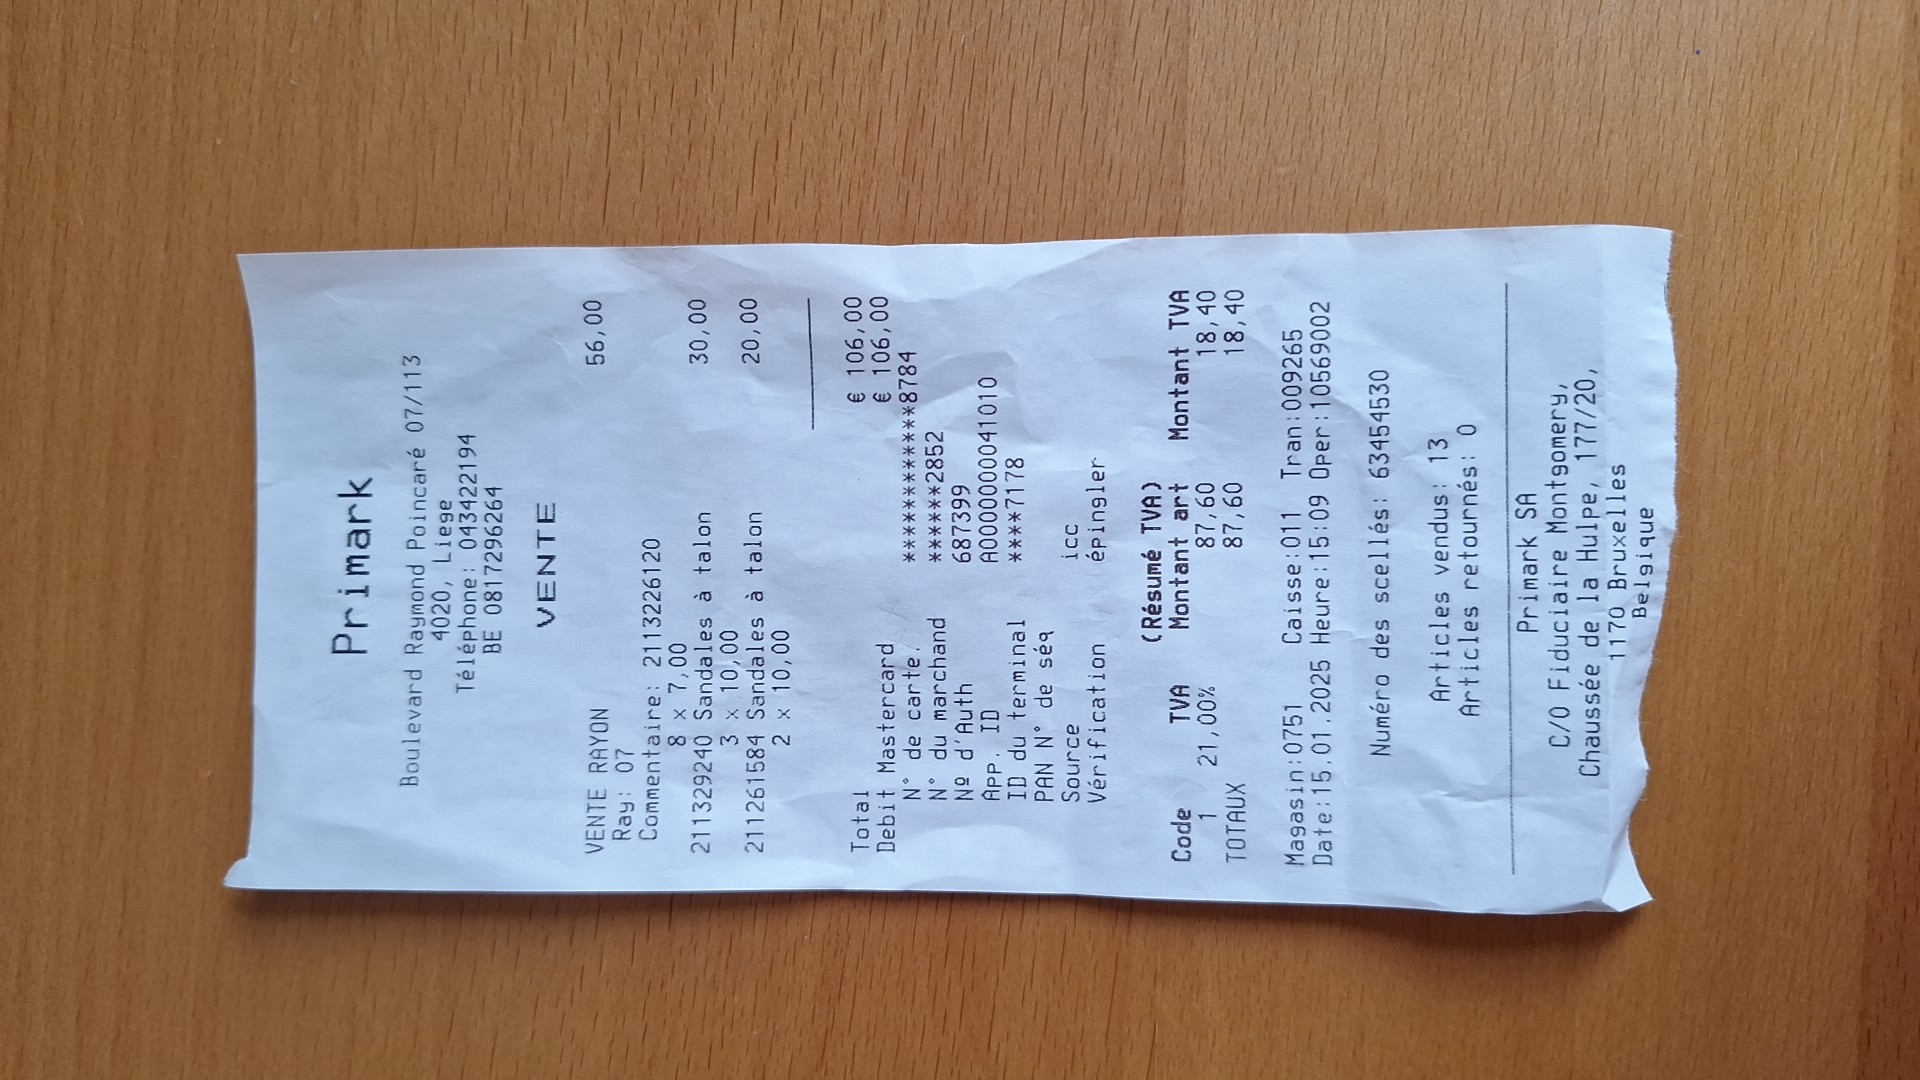 Primark
Boulevard Raymond Poincaré 07/113
4020, Liege
Téléphone: 043422194
BE 0817296264
VENTE
VENTE RAYON 56,00
Ray: 07
Commentaire: 2113226120
8 x 7,00
211329240 Sandales à talon 30,00
3 x 10,00
211261584 Sandales à talon 20,00
2 x 10,00
Total € 106,00
Debit Mastercard € 106,00
N° de carte. ************8784
N° du marchand ******2852
Nº d'Auth 687399
App. ID A0000000041010
ID du terminal ****7178
PAN N° de séq
Source icc
Vérification épingler
(Résumé TVA)
Code TVA Montant art Montant TVA
1 21,00% 87,60 18,40
TOTAUX 87,60 18,40
Magasin:0751 Caisse:011 Tran:009265
Date:15.01.2025 Heure:15:09 Oper:10569002
Numéro des scellés: 63454530
Articles vendus: 13
Articles retournés: 0
Primark SA
C/O Fiduciaire Montgomery,
Chaussée de la Hulpe, 177/20,
1170 Bruxelles
Belgique